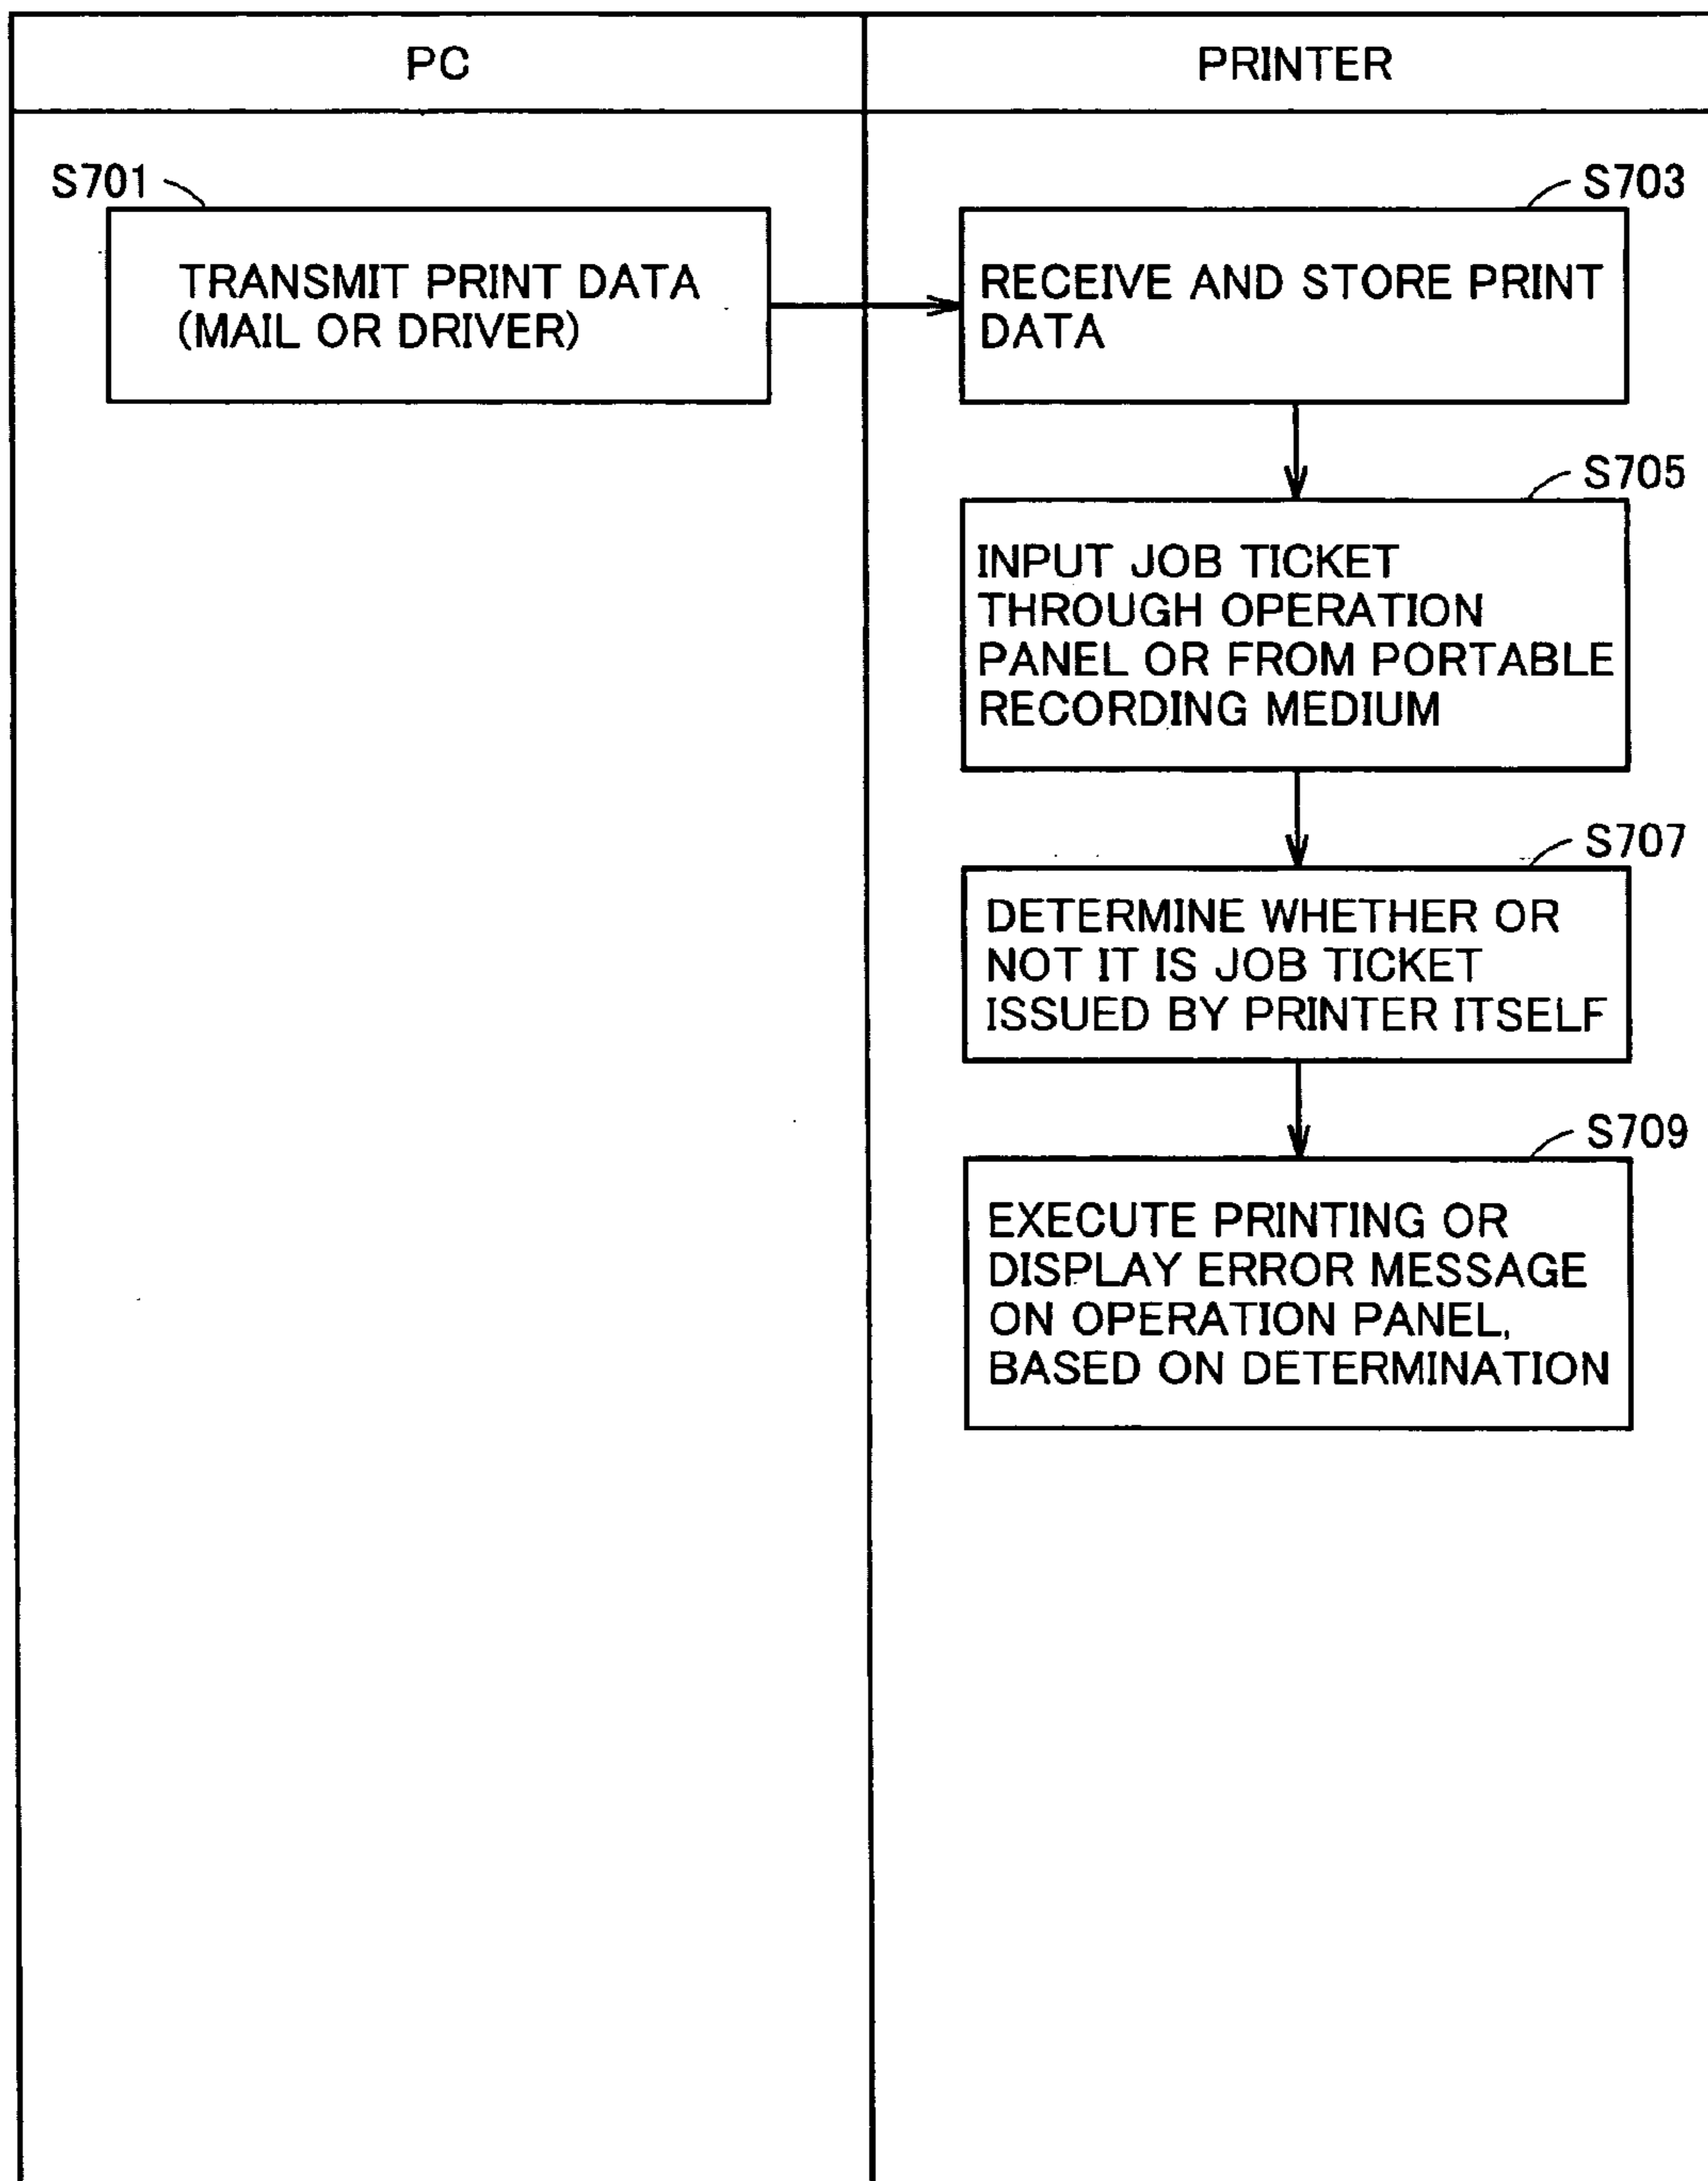 PC
PRINTER
S701
TRANSMIT PRINT DATA
(MAIL OR DRIVER)
S703
RECEIVE AND STORE PRINT
DATA
S705
INPUT JOB TICKET
THROUGH OPERATION
PANEL OR FROM PORTABLE
RECORDING MEDIUM
S707
DETERMINE WHETHER OR
NOT IT IS JOB TICKET
ISSUED BY PRINTER ITSELF
S709
EXECUTE PRINTING OR
DISPLAY ERROR MESSAGE
ON OPERATION PANEL,
BASED ON DETERMINATION